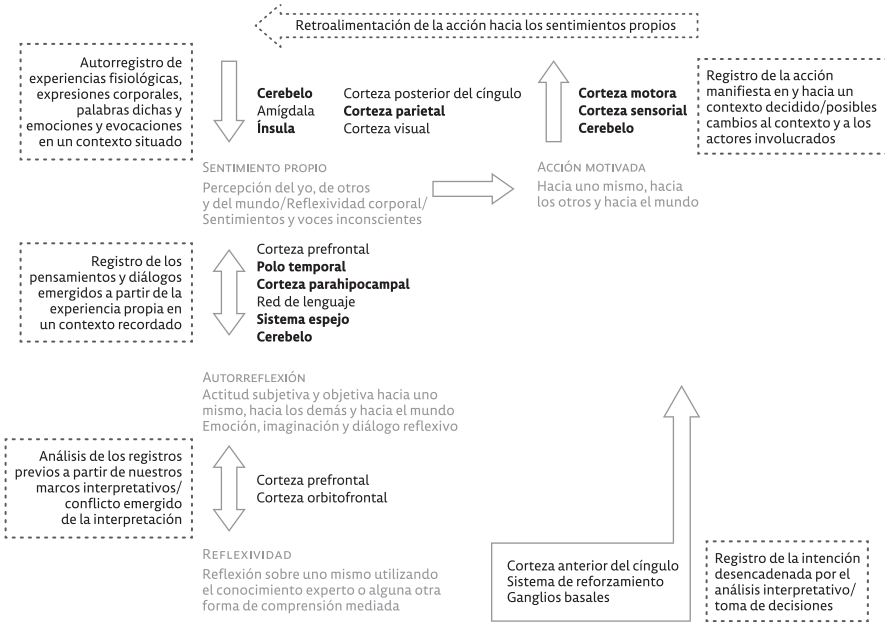 Retroalimentación de la acción hacia los sentimientos propios
Autorregistro de
experiencias fisiológicas,
expresiones corporales,
palabras dichas y
emociones y evocaciones
en un contexto situado
Cerebelo
Amígdala
Ínsula
Corteza posterior del cíngulo
Corteza parietal
Corteza visual
Corteza motora
Corteza sensorial
Cerebelo
Registro de la acción
manifiesta en y hacia un
contexto decidido/posibles
cambios al contexto y a los
actores involucrados
Sentimiento propio
Percepción del yo, de otros
y del mundo/Reflexividad corporal/
Sentimientos y voces inconscientes
Acción motivada
Hacia uno mismo, hacia
los otros y hacia el mundo
Registro de los
pensamientos y diálogos
emergidos a partir de la
experiencia propia en
un contexto recordado
Corteza prefrontal
Polo temporal
Corteza parahipocampal
Red de lenguaje
Sistema espejo
Cerebelo
Autorreflexión
Actitud subjetiva y objetiva hacia uno
mismo, hacia los demás y hacia el mundo
Emoción, imaginación y diálogo reflexivo
Análisis de los registros
previos a partir de nuestros
marcos interpretativos/
conflicto emergido
de la interpretación
Corteza prefrontal
Corteza orbitofrontal
Reflexividad
Reflexión sobre uno mismo utilizando
el conocimiento experto o alguna otra
forma de comprensión mediada
Corteza anterior del cíngulo
Sistema de reforzamiento
Ganglios basales
Registro de la intención
desencadenada por el
análisis interpretativo/
toma de decisiones